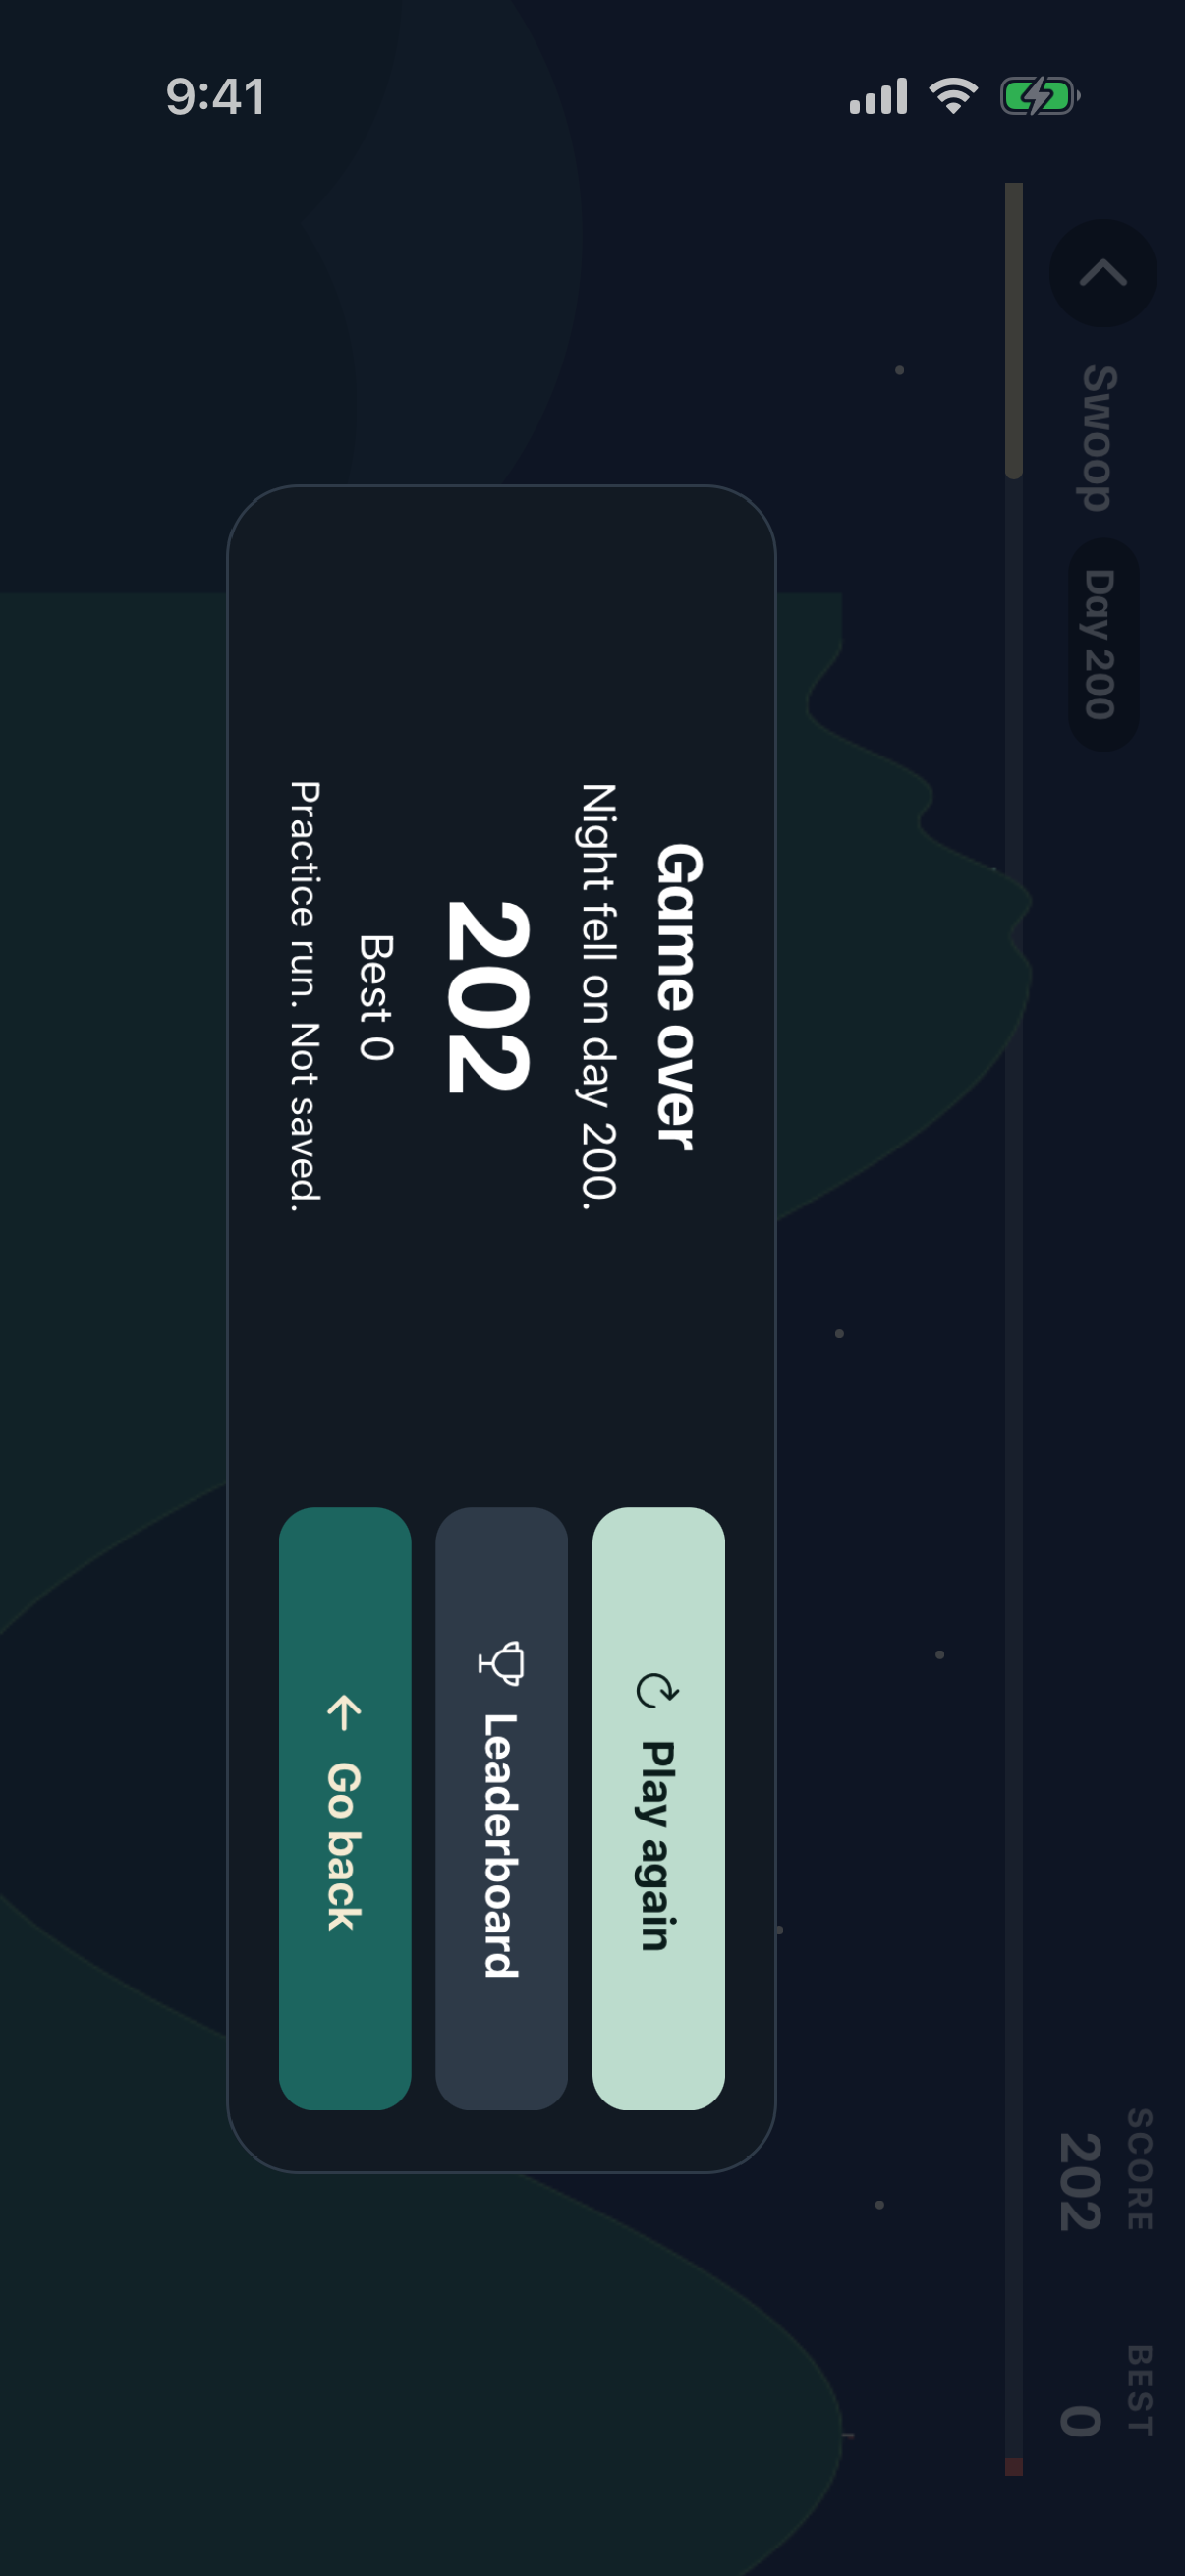 9:41
Swoop
Day 200
SCORE
202
BEST
0
Game over
Night fell on day 200.
202
Best 0
Practice run. Not saved.
Play again
Leaderboard
Go back